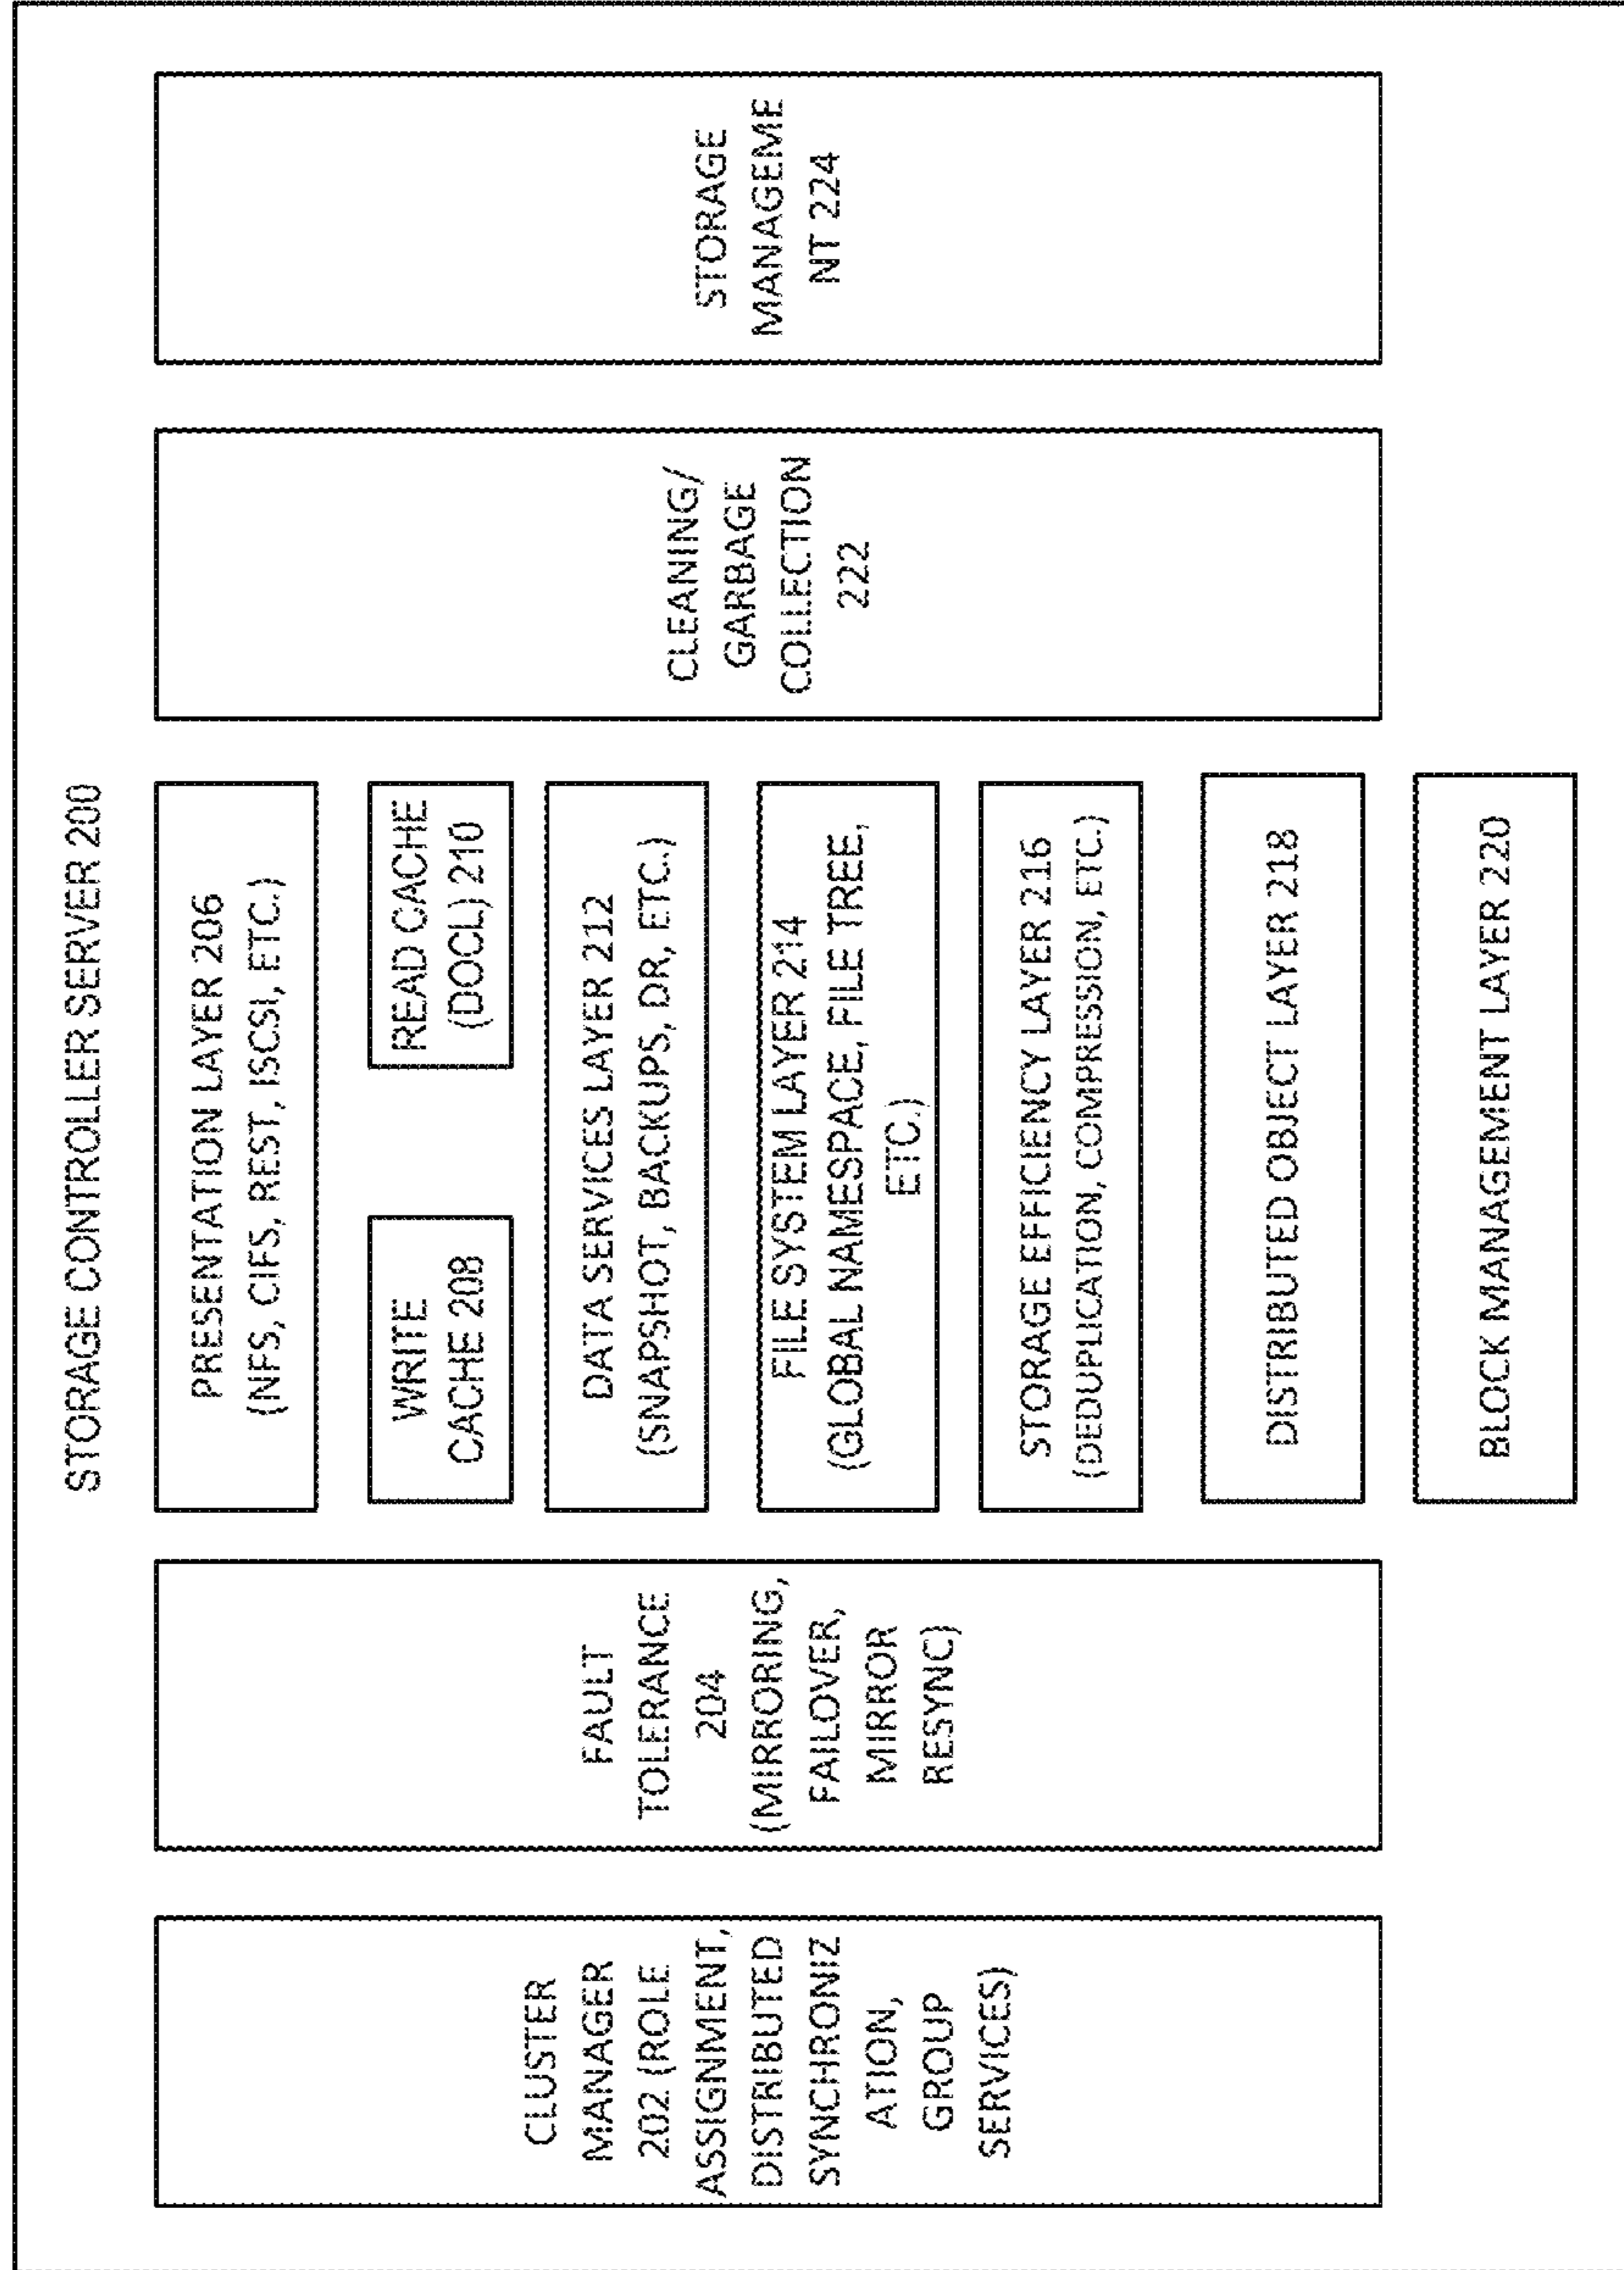 STORAGE CONTROLLER SERVER 200
CLUSTER
MANAGER
202 (ROLE
ASSIGNMENT,
DISTRIBUTED
SYNCHRONIZ
ATION,
GROUP
SERVICES)
FAULT
TOLERANCE
204
(MIRRORING,
FAILOVER,
MIRROR
RESYNC)
PRESENTATION LAYER 206
(NFS, CIFS, REST, ISCSI, ETC.)
WRITE
CACHE 208
READ CACHE
(DOCL) 210
DATA SERVICES LAYER 212
(SNAPSHOT, BACKUPS, DR, ETC.)
FILE SYSTEM LAYER 214
(GLOBAL NAMESPACE, FILE TREE,
ETC.)
STORAGE EFFICIENCY LAYER 216
(DEDUPLICATION, COMPRESSION, ETC.)
DISTRIBUTED OBJECT LAYER 218
BLOCK MANAGEMENT LAYER 220
CLEANING/
GARBAGE
COLLECTION
222
STORAGE
MANAGEME
NT 224